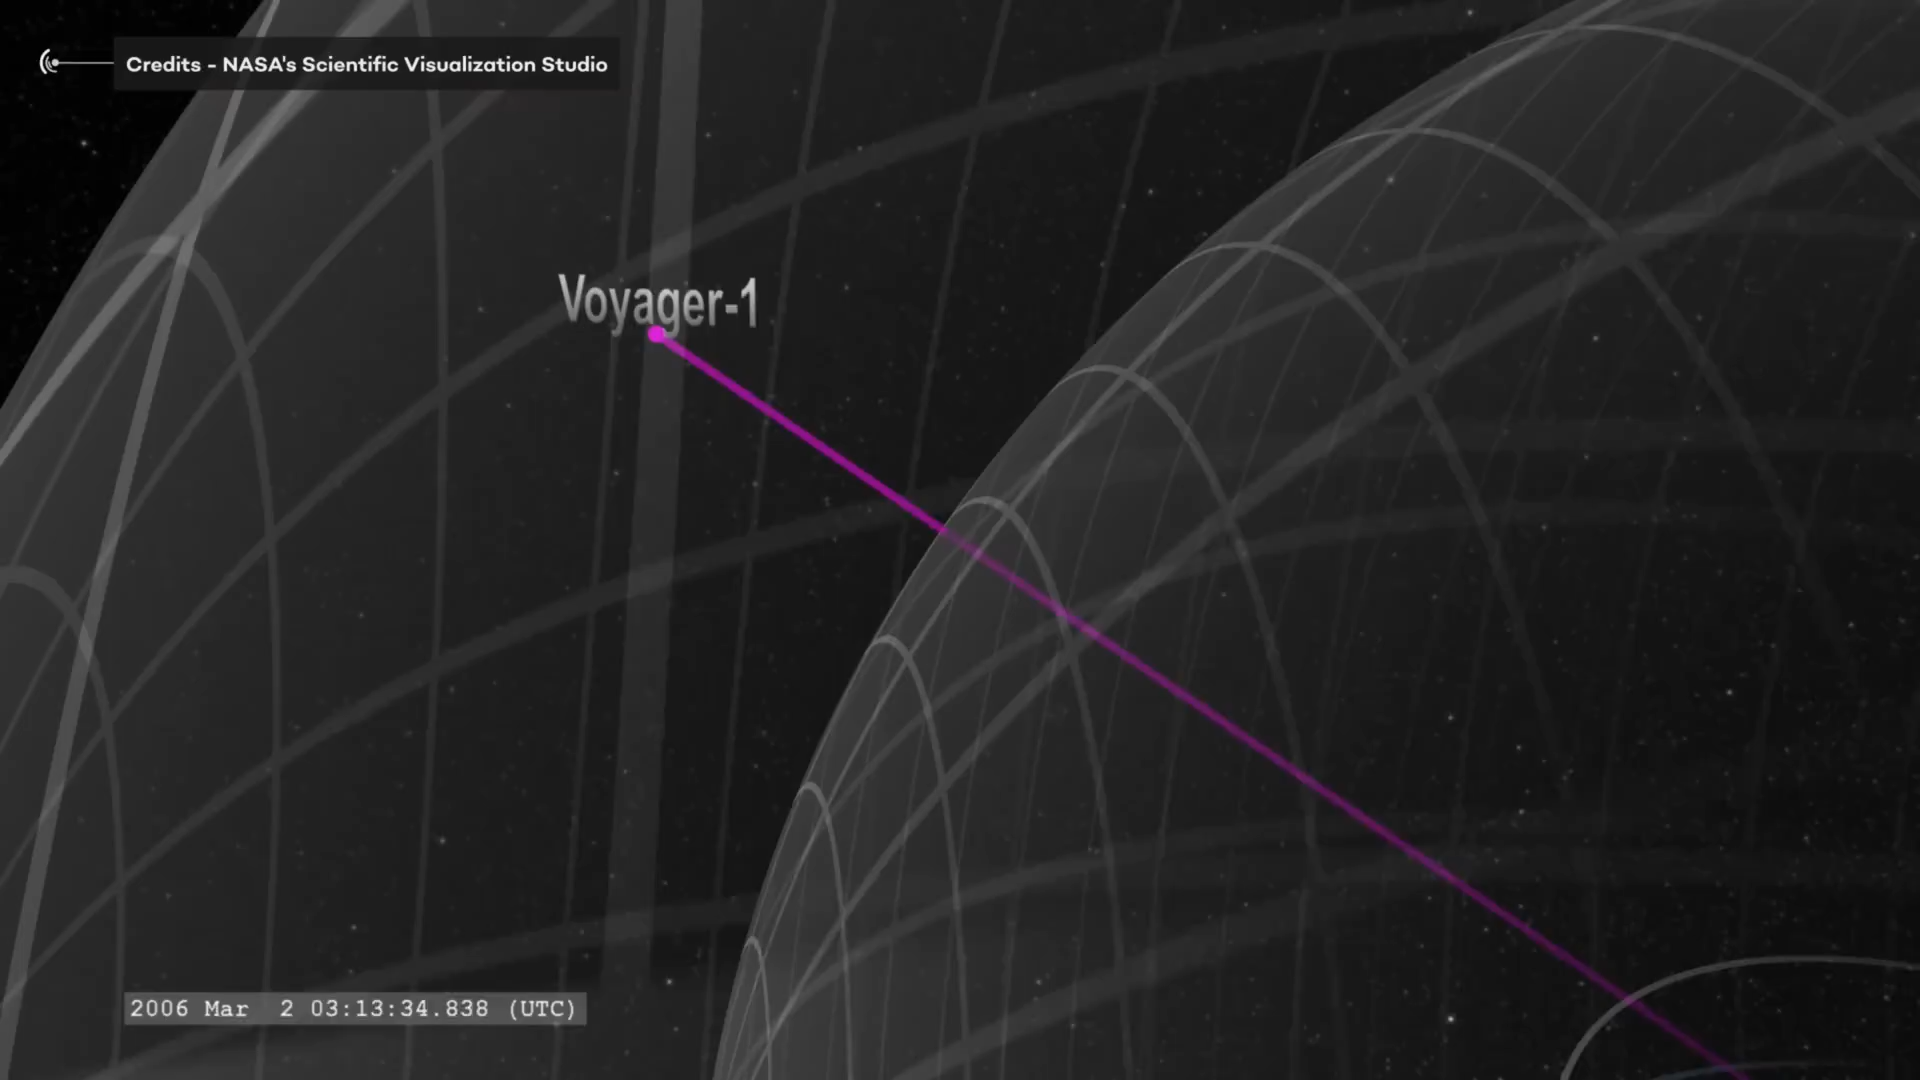 Credits - NASA's Scientific Visualization Studio
Voyager-1
2006 Mar  2 03:13:34.838 (UTC)